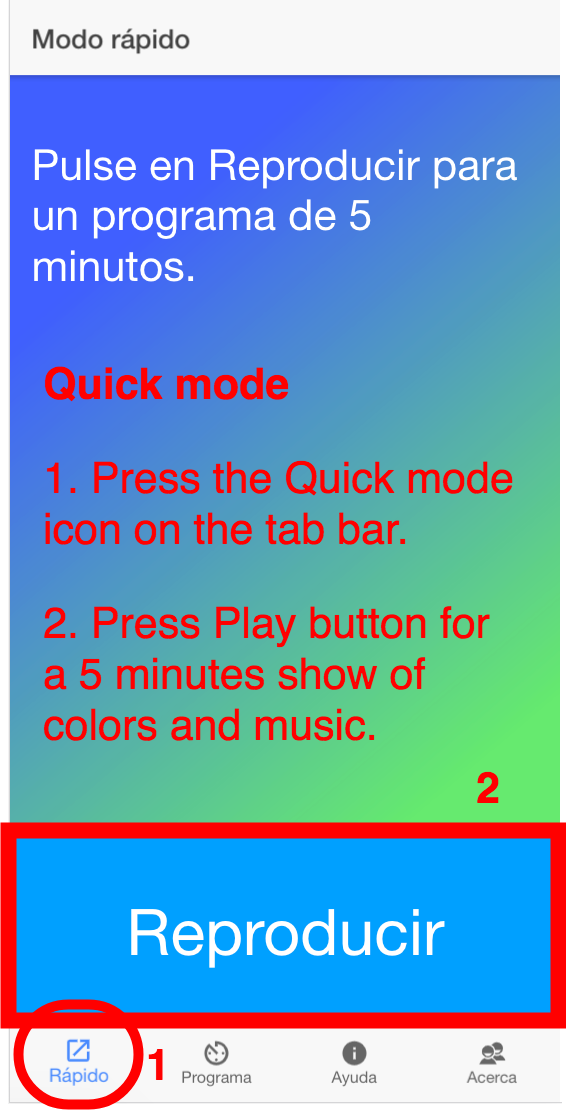 Modo rápido
Pulse en Reproducir para
un programa de 5
minutos.
Quick mode
1. Press the Quick mode
icon on the tab bar.
2. Press Play button for
a 5 minutes show of
colors and music.
2
Reproducir
1
Rápido
Programa
Ayuda
Acerca